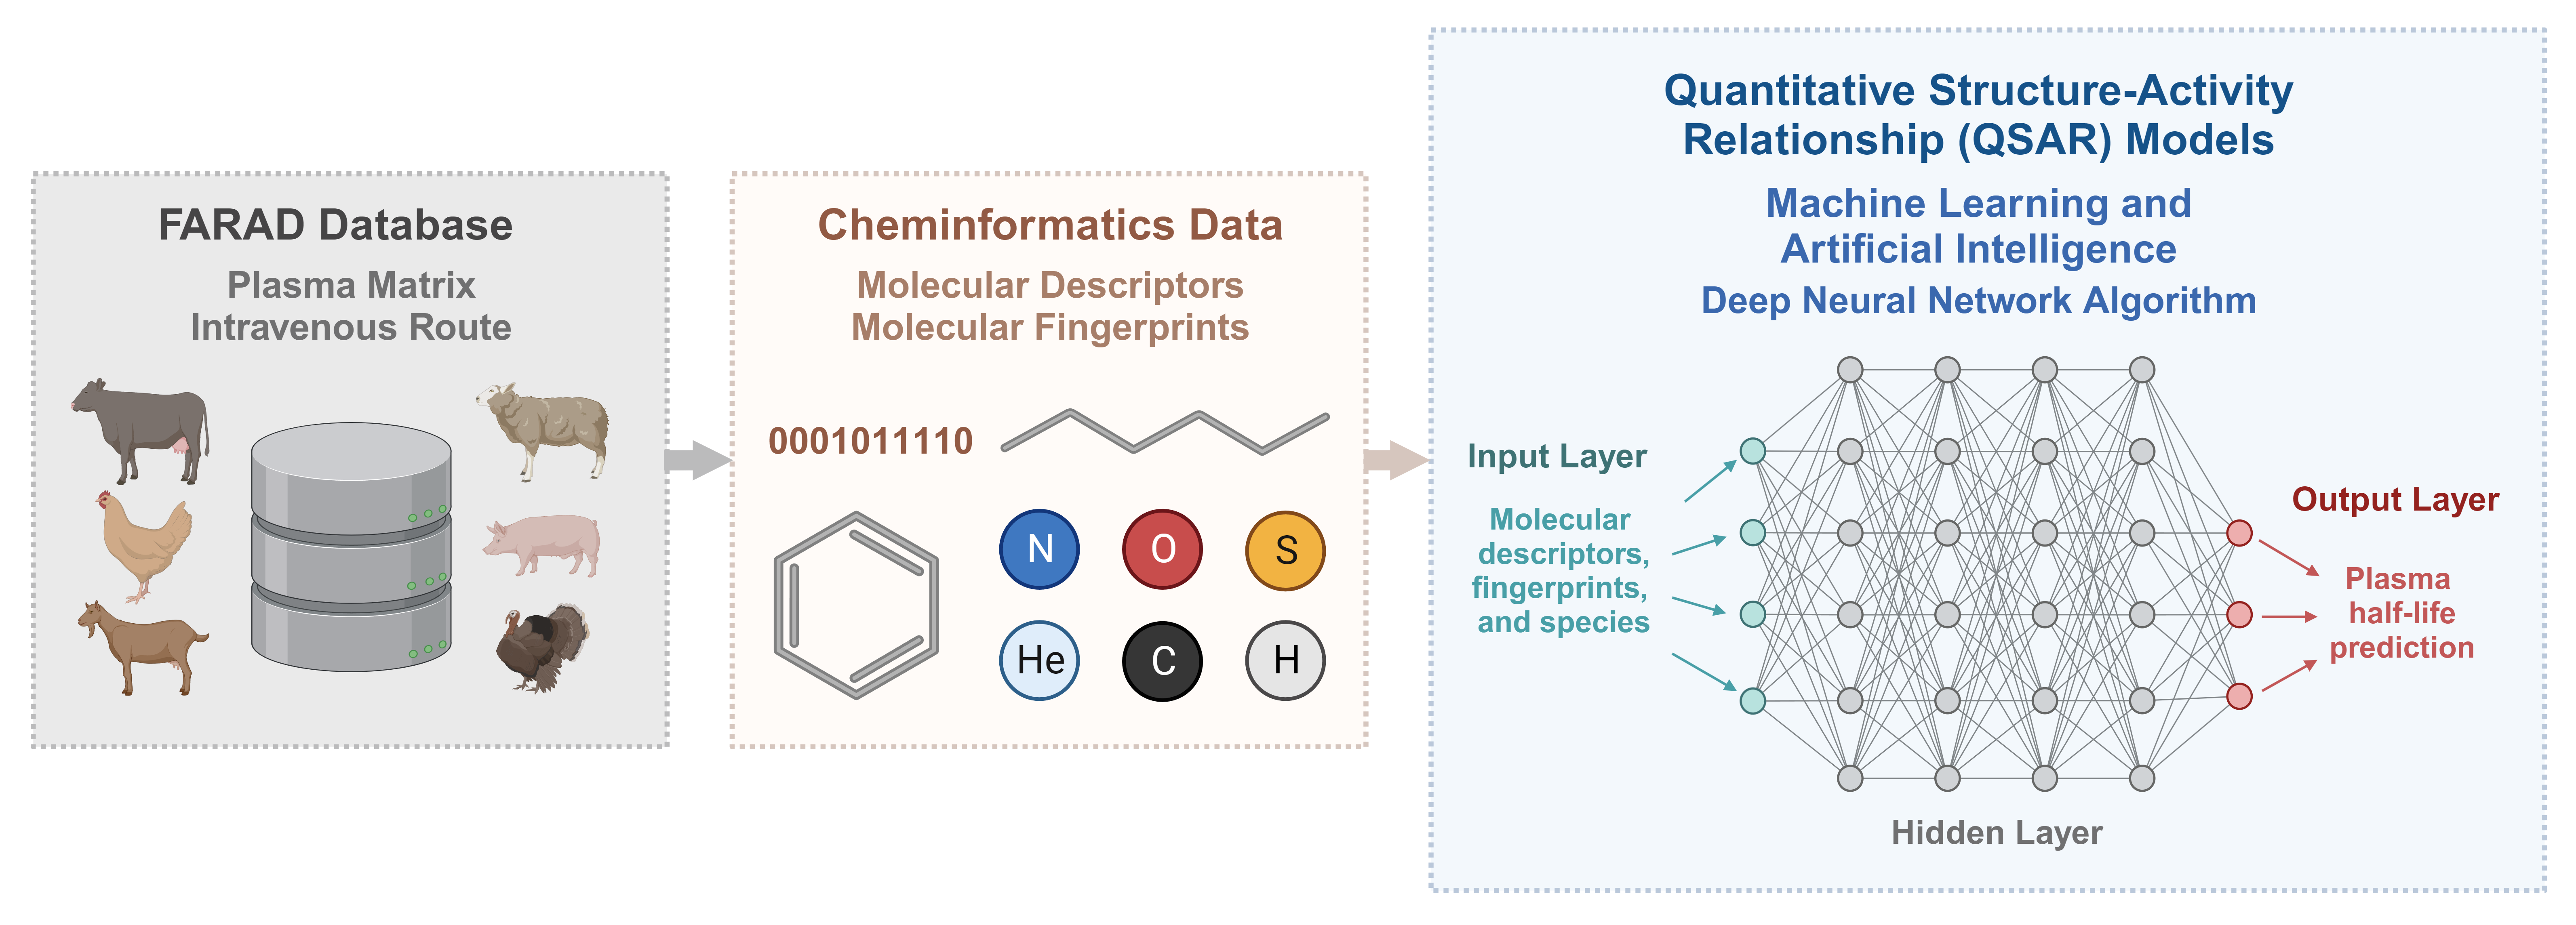 FARAD Database
Plasma Matrix
Intravenous Route
Cheminformatics Data
Molecular Descriptors
Molecular Fingerprints
0001011110
N
O
S
He
C
H
Quantitative Structure-Activity
Relationship (QSAR) Models
Machine Learning and
Artificial Intelligence
Deep Neural Network Algorithm
Input Layer
Molecular
descriptors,
fingerprints,
and species
Output Layer
Plasma
half-life
prediction
Hidden Layer